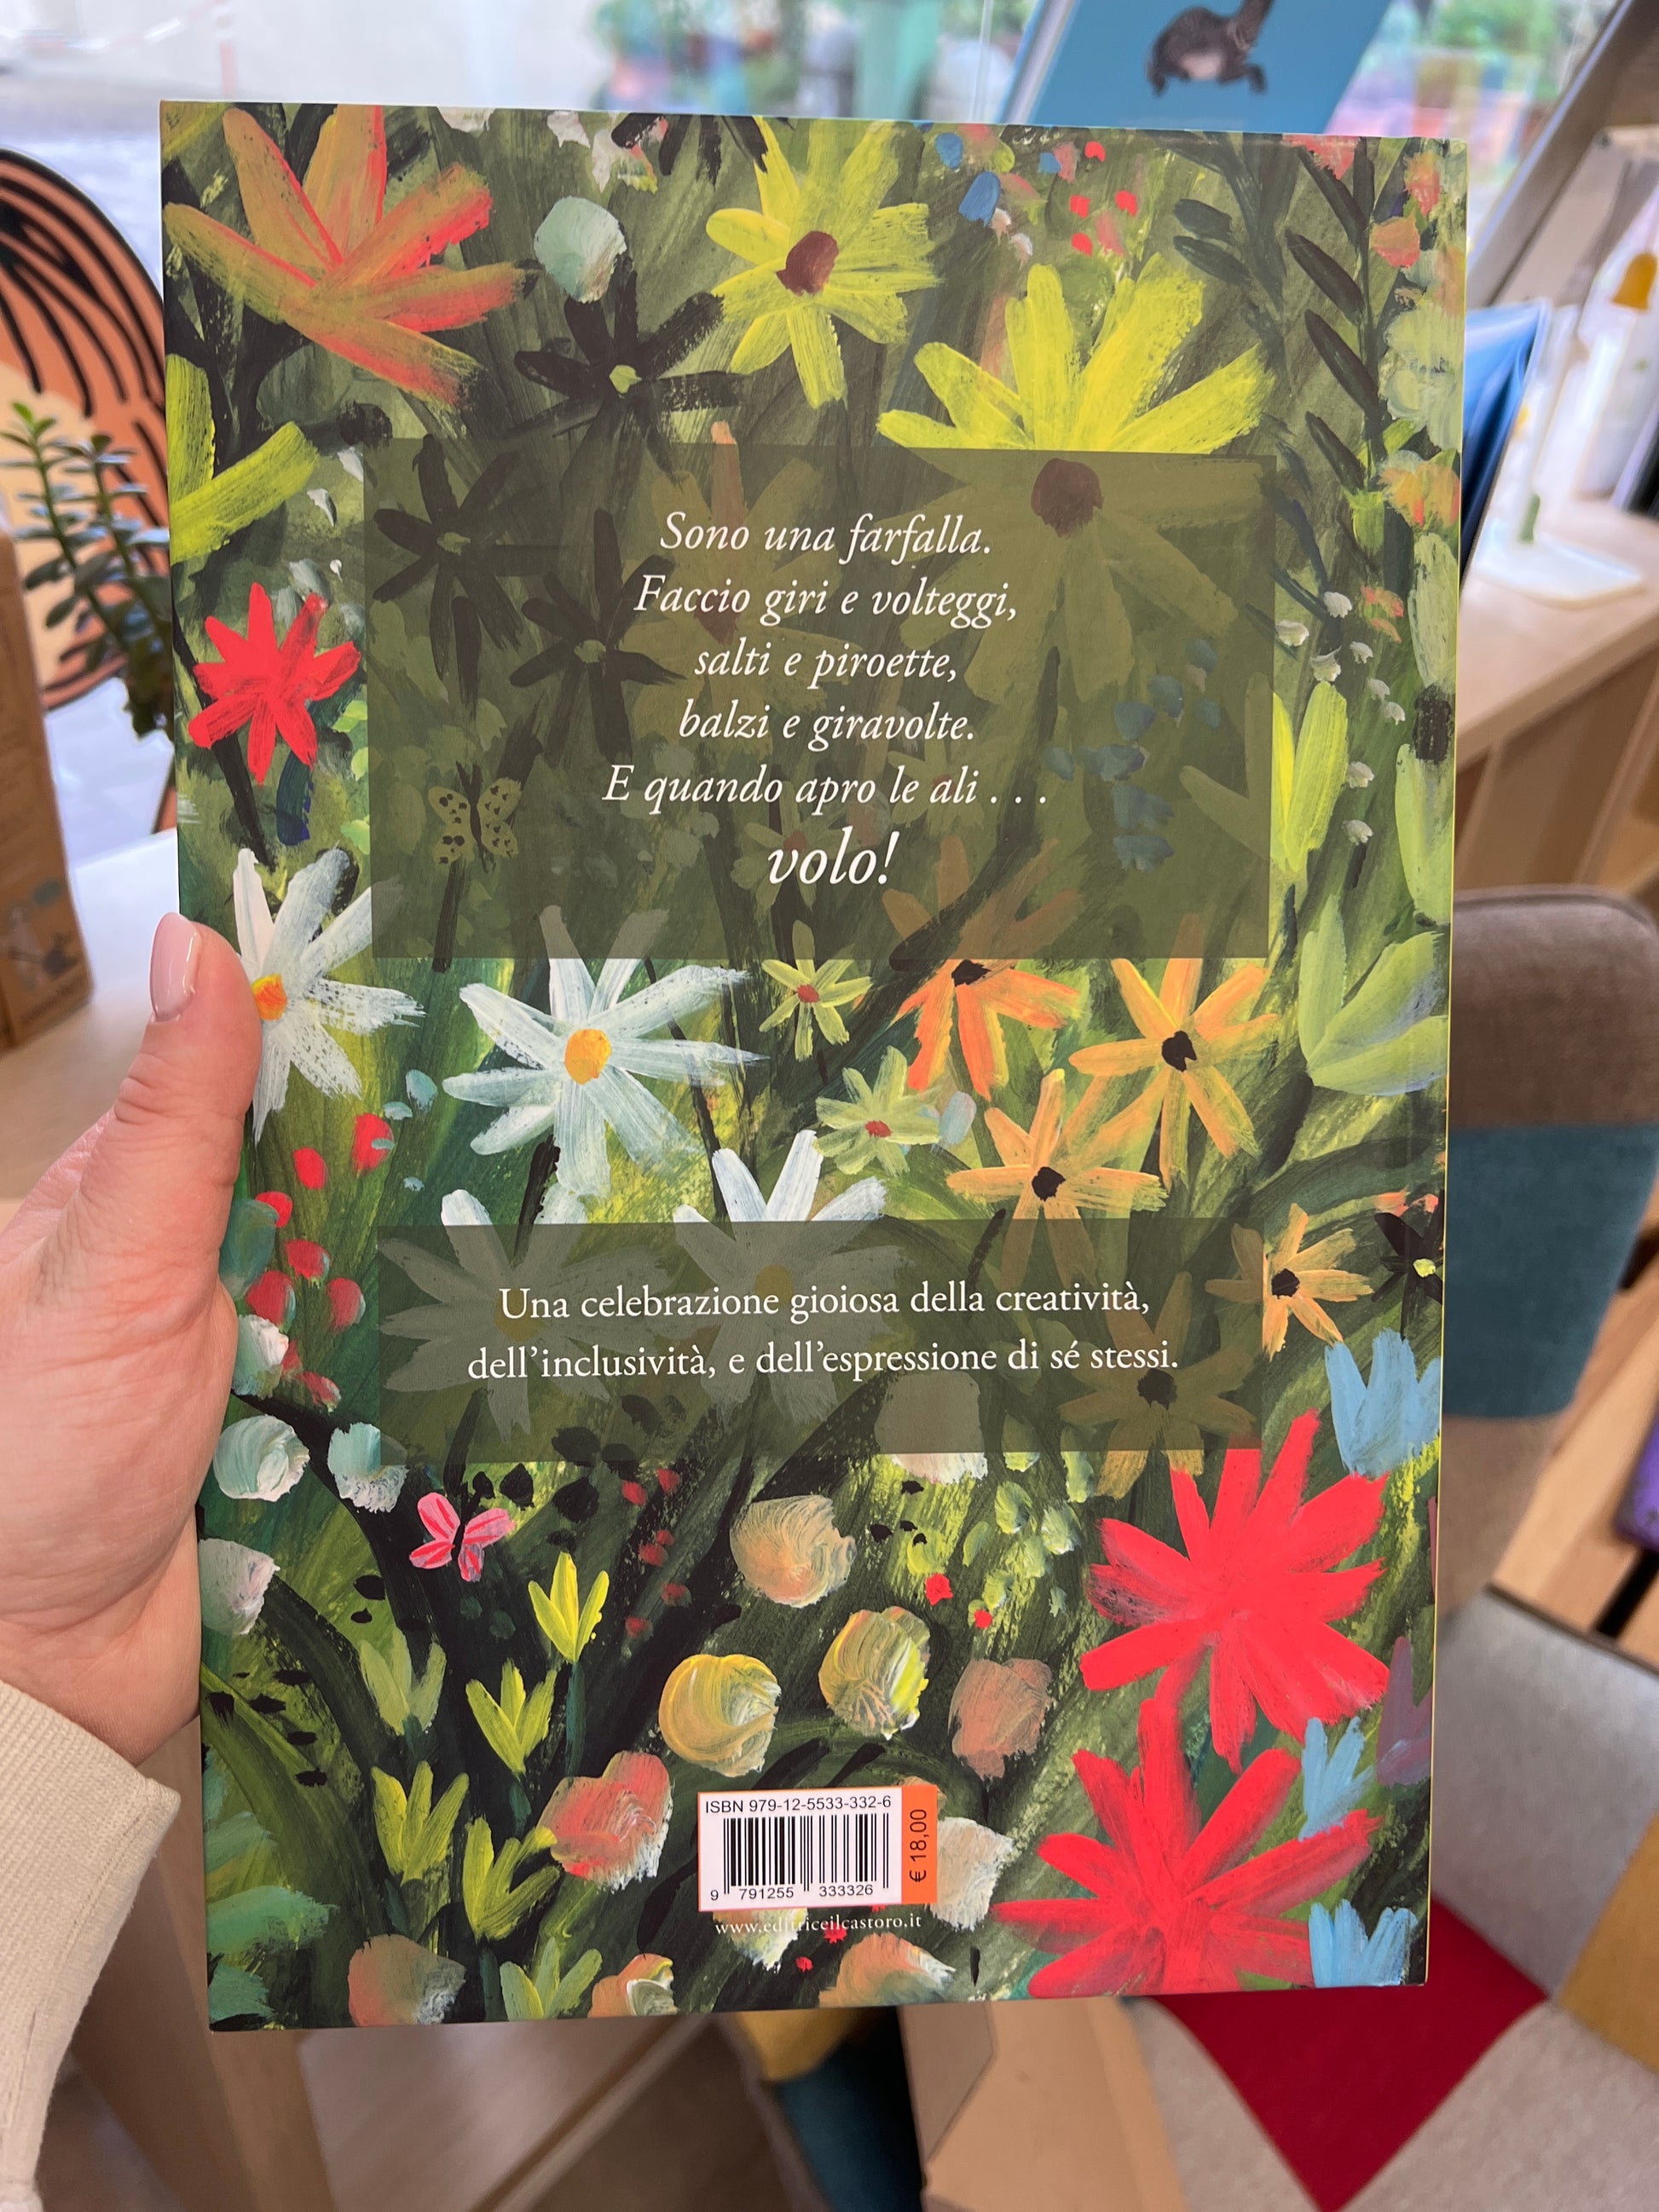 Sono una farfalla.
Faccio giri e volteggi,
salti e piroette,
balzi e giravolte.
E quando apro le ali . . .
volo!
Una celebrazione gioiosa della creatività,
dell’inclusività, e dell’espressione di sé stessi.
ISBN 979-12-5533-332-6
€ 18,00
9 791255 333326
www.editriceilcastoro.it